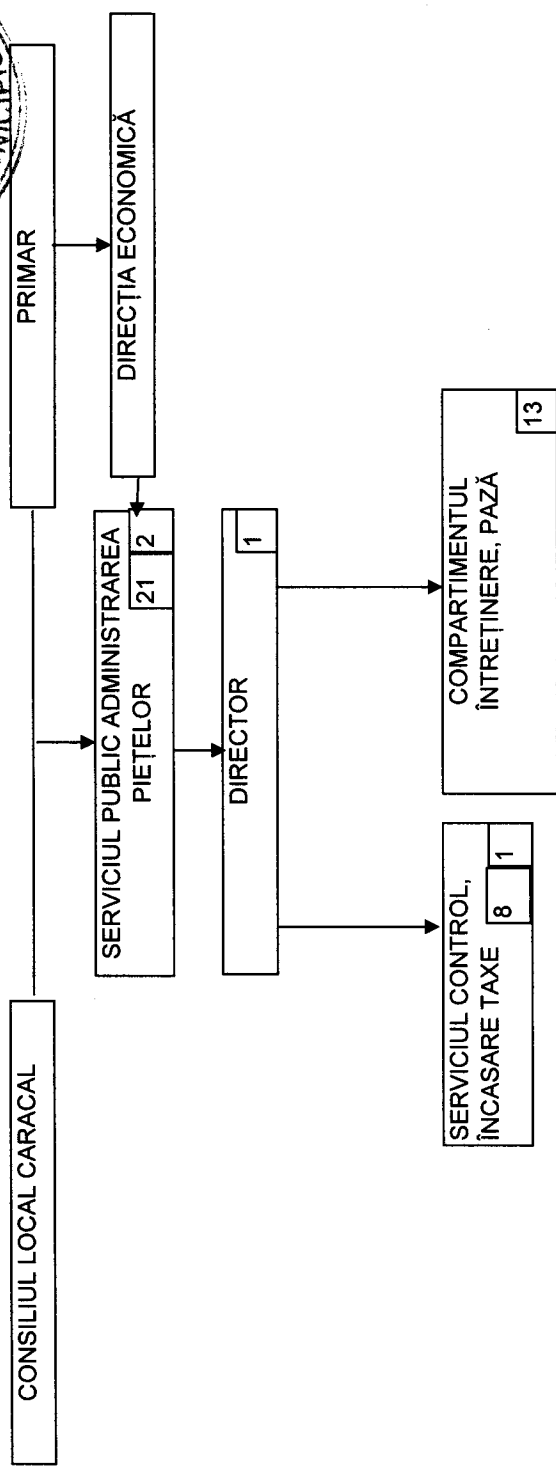 CONSILIUL LOCAL CARACAL
PRIMAR
DIRECȚIA ECONOMICĂ
SERVICIUL PUBLIC ADMINISTRAREA
PIEȚELOR
21
2
DIRECTOR
1
SERVICIUL CONTROL,
ÎNCASARE TAXE
8
1
COMPARTIMENTUL
ÎNTREȚINERE, PAZĂ
13